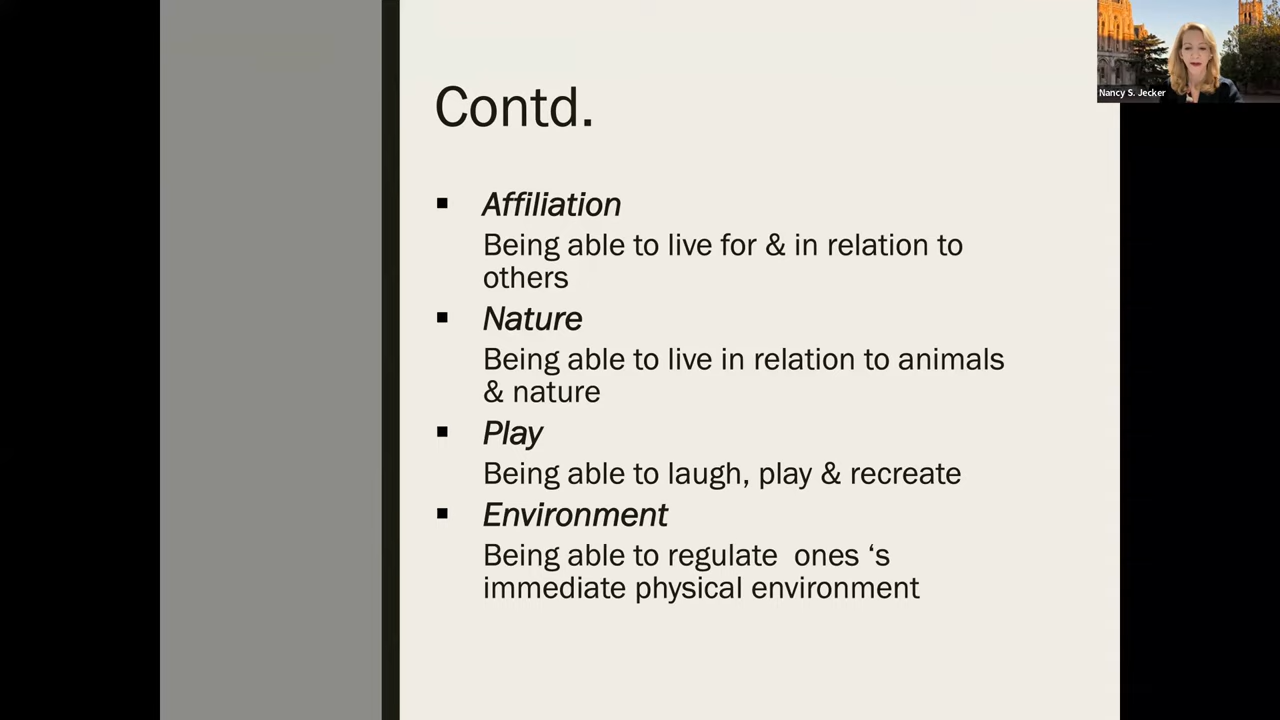 Nancy S. Jecker
Contd.
▪ Affiliation
Being able to live for & in relation to
others
▪ Nature
Being able to live in relation to animals
& nature
▪ Play
Being able to laugh, play & recreate
▪ Environment
Being able to regulate  ones ‘s
immediate physical environment